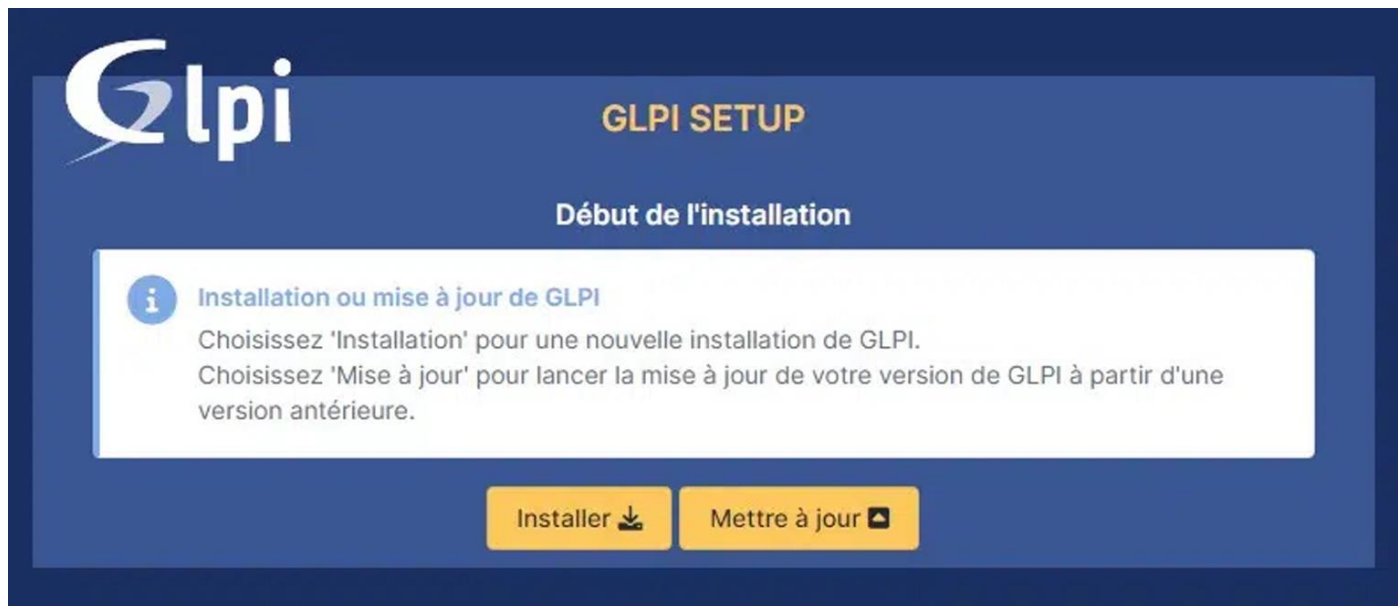 Glpi
GLPI SETUP
Début de l'installation
Installation ou mise à jour de GLPI
Choisissez 'Installation' pour une nouvelle installation de GLPI.
Choisissez 'Mise à jour' pour lancer la mise à jour de votre version de GLPI à partir d'une
version antérieure.
Installer
Mettre à jour